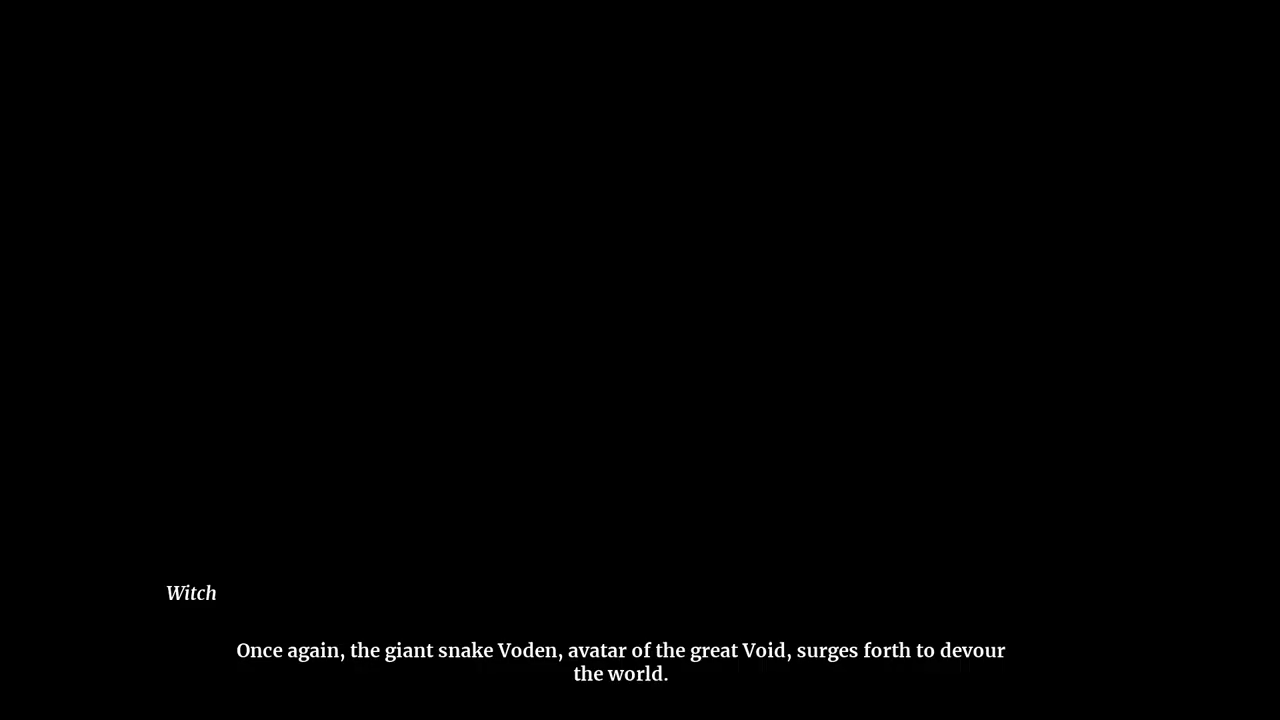 Witch
Once again, the giant snake Voden, avatar of the great Void, surges forth to devour
the world.